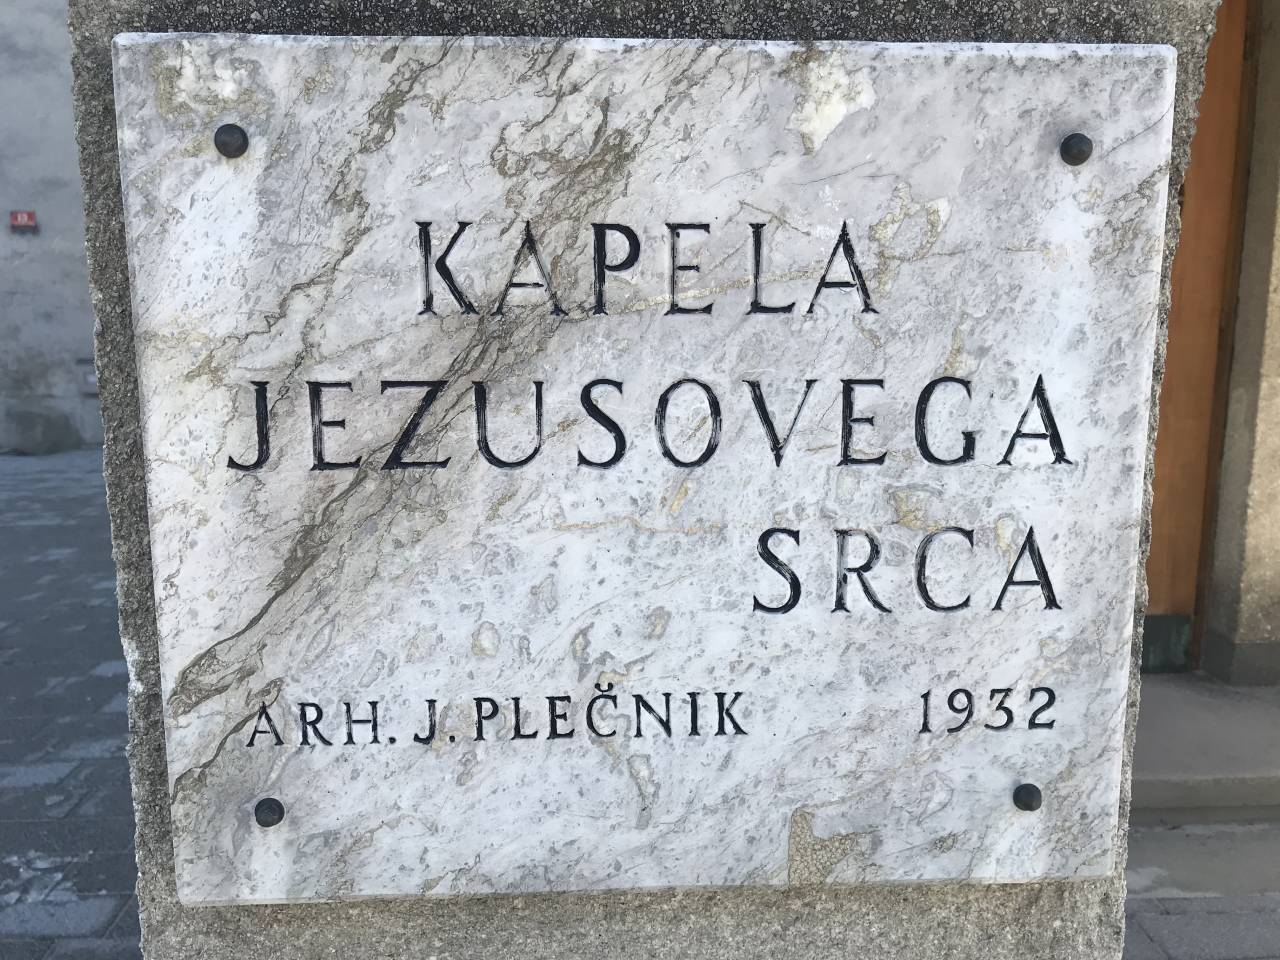 KAPELA
JEZUSOVEGA
SRCA
ARH. J. PLEČNIK 1932